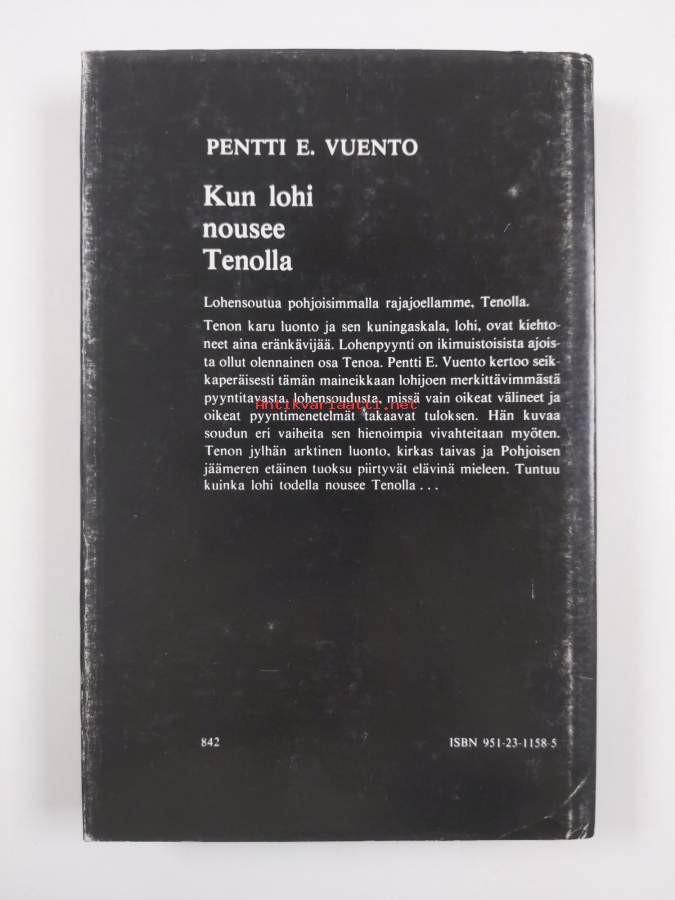 PENTTI E. VUENTO
Kun lohi
nousee
Tenolla
Lohensoutua pohjoisimmalla rajajoellamme, Tenolla.
Tenon karu luonto ja sen kuningaskala, lohi, ovat kiehto-
neet aina eränkävijää. Lohenpyynti on ikimuistoisista ajois-
ta ollut olennainen osa Tenoa. Pentti E. Vuento kertoo seik-
kaperäisesti tämän maineikkaan lohijoen merkittävimmästä
pyyntitavasta, lohensoudusta, missä vain oikeat välineet ja
Antikvariaatti.net
oikeat pyyntimenetelmät takaavat tuloksen. Hän kuvaa
soudun eri vaiheita sen hienoimpia vivahteitaan myöten.
Tenon jylhän arktinen luonto, kirkas taivas ja Pohjoisen
jäämeren etäinen tuoksu piirtyvät elävinä mieleen. Tuntuu
kuinka lohi todella nousee Tenolla . . .
842 ISBN 951-23-1158-5